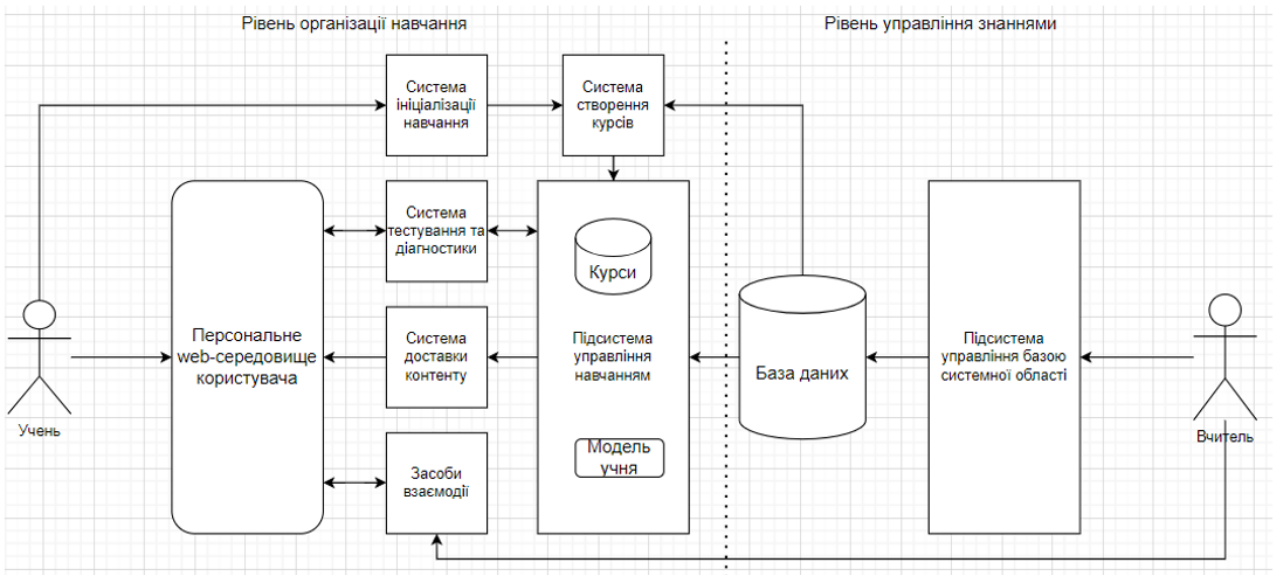 Рівень організації навчання
Рівень управління знаннями
Система
ініціалізації
навчання
Система
створення
курсів
Система
тестування та
діагностики
Курси
Персональне
web-середовище
користувача
Система
доставки
контенту
Підсистема
управління
навчанням
База даних
Підсистема
управління базою
системної області
Учень
Вчитель
Модель
учня
Засоби
взаємодії